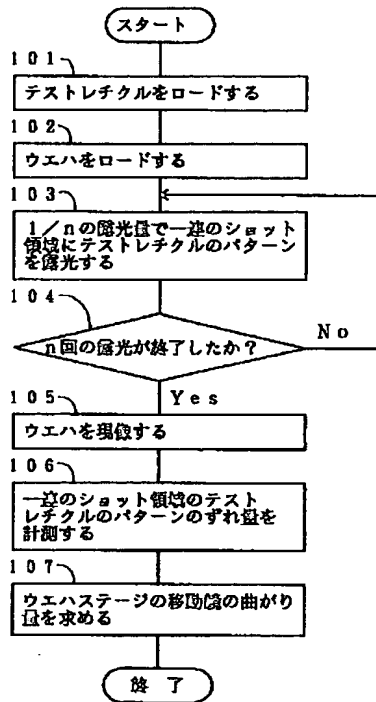 スタート
101
テストレチクルをロードする
102
ウエハをロードする
103
1/nの露光量で一連のショット
領域にテストレチクルのパターン
を露光する
104
n回の露光が終了したか?
No
Yes
105
ウエハを現像する
106
一連のショット領域のテスト
レチクルのパターンのずれ量を
計測する
107
ウエハステージの移動鏡の曲がり
量を求める
終了